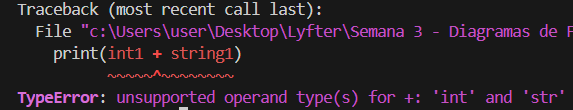 Traceback (most recent call last):
File "c:\Users\user\Desktop\Lyfter\Semana 3 - Diagramas de
print(int1 + string1)
~~~~~^~~~~~~~~
TypeError: unsupported operand type(s) for +: 'int' and 'str'